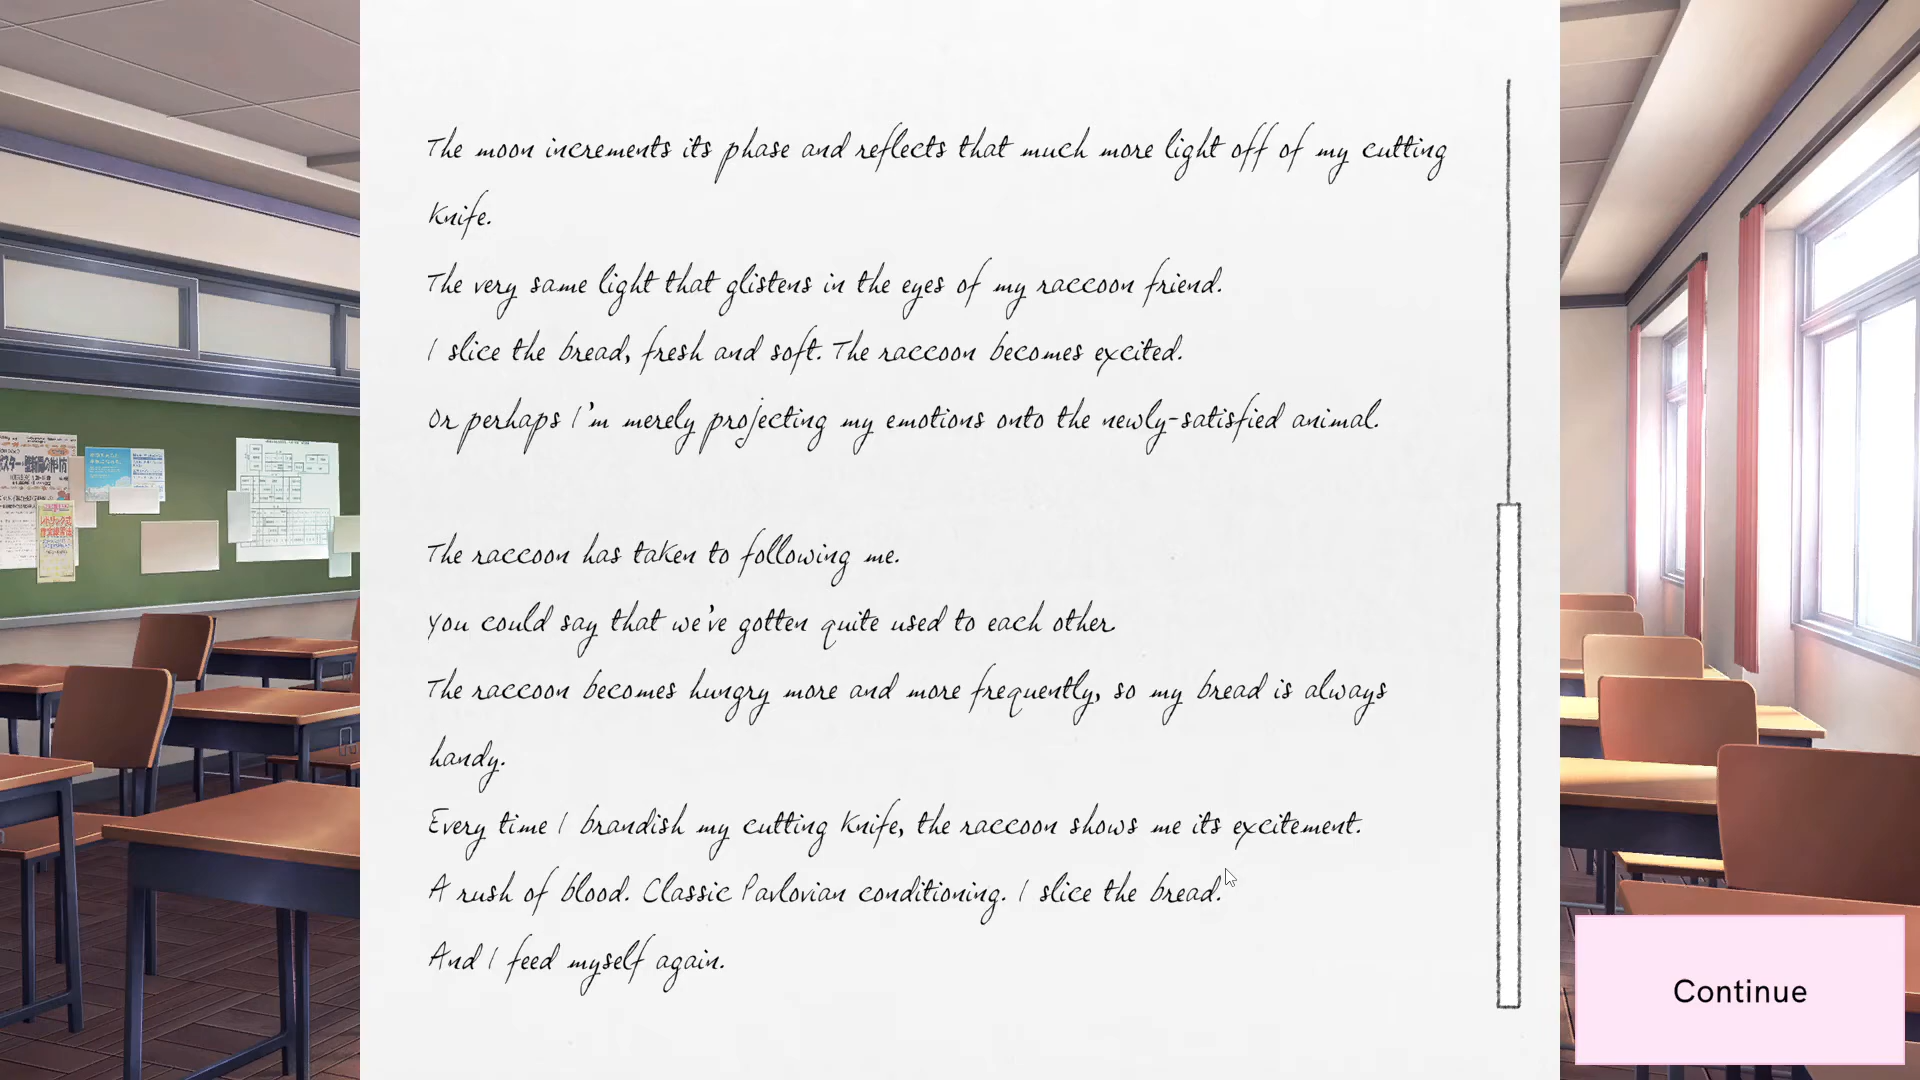 The moon increments its phase and reflects that much more light off of my cutting
knife.
The very same light that glistens in the eyes of my raccoon friend.
I slice the bread, fresh and soft. The raccoon becomes excited.
Or perhaps I'm merely projecting my emotions onto the newly-satisfied animal.
The raccoon has taken to following me.
You could say that we've gotten quite used to each other.
The raccoon becomes hungry more and more frequently, so my bread is always
handy.
Every time I brandish my cutting knife, the raccoon shows me its excitement.
A rush of blood. Classic Pavlovian conditioning. I slice the bread.
And I feed myself again.
Continue